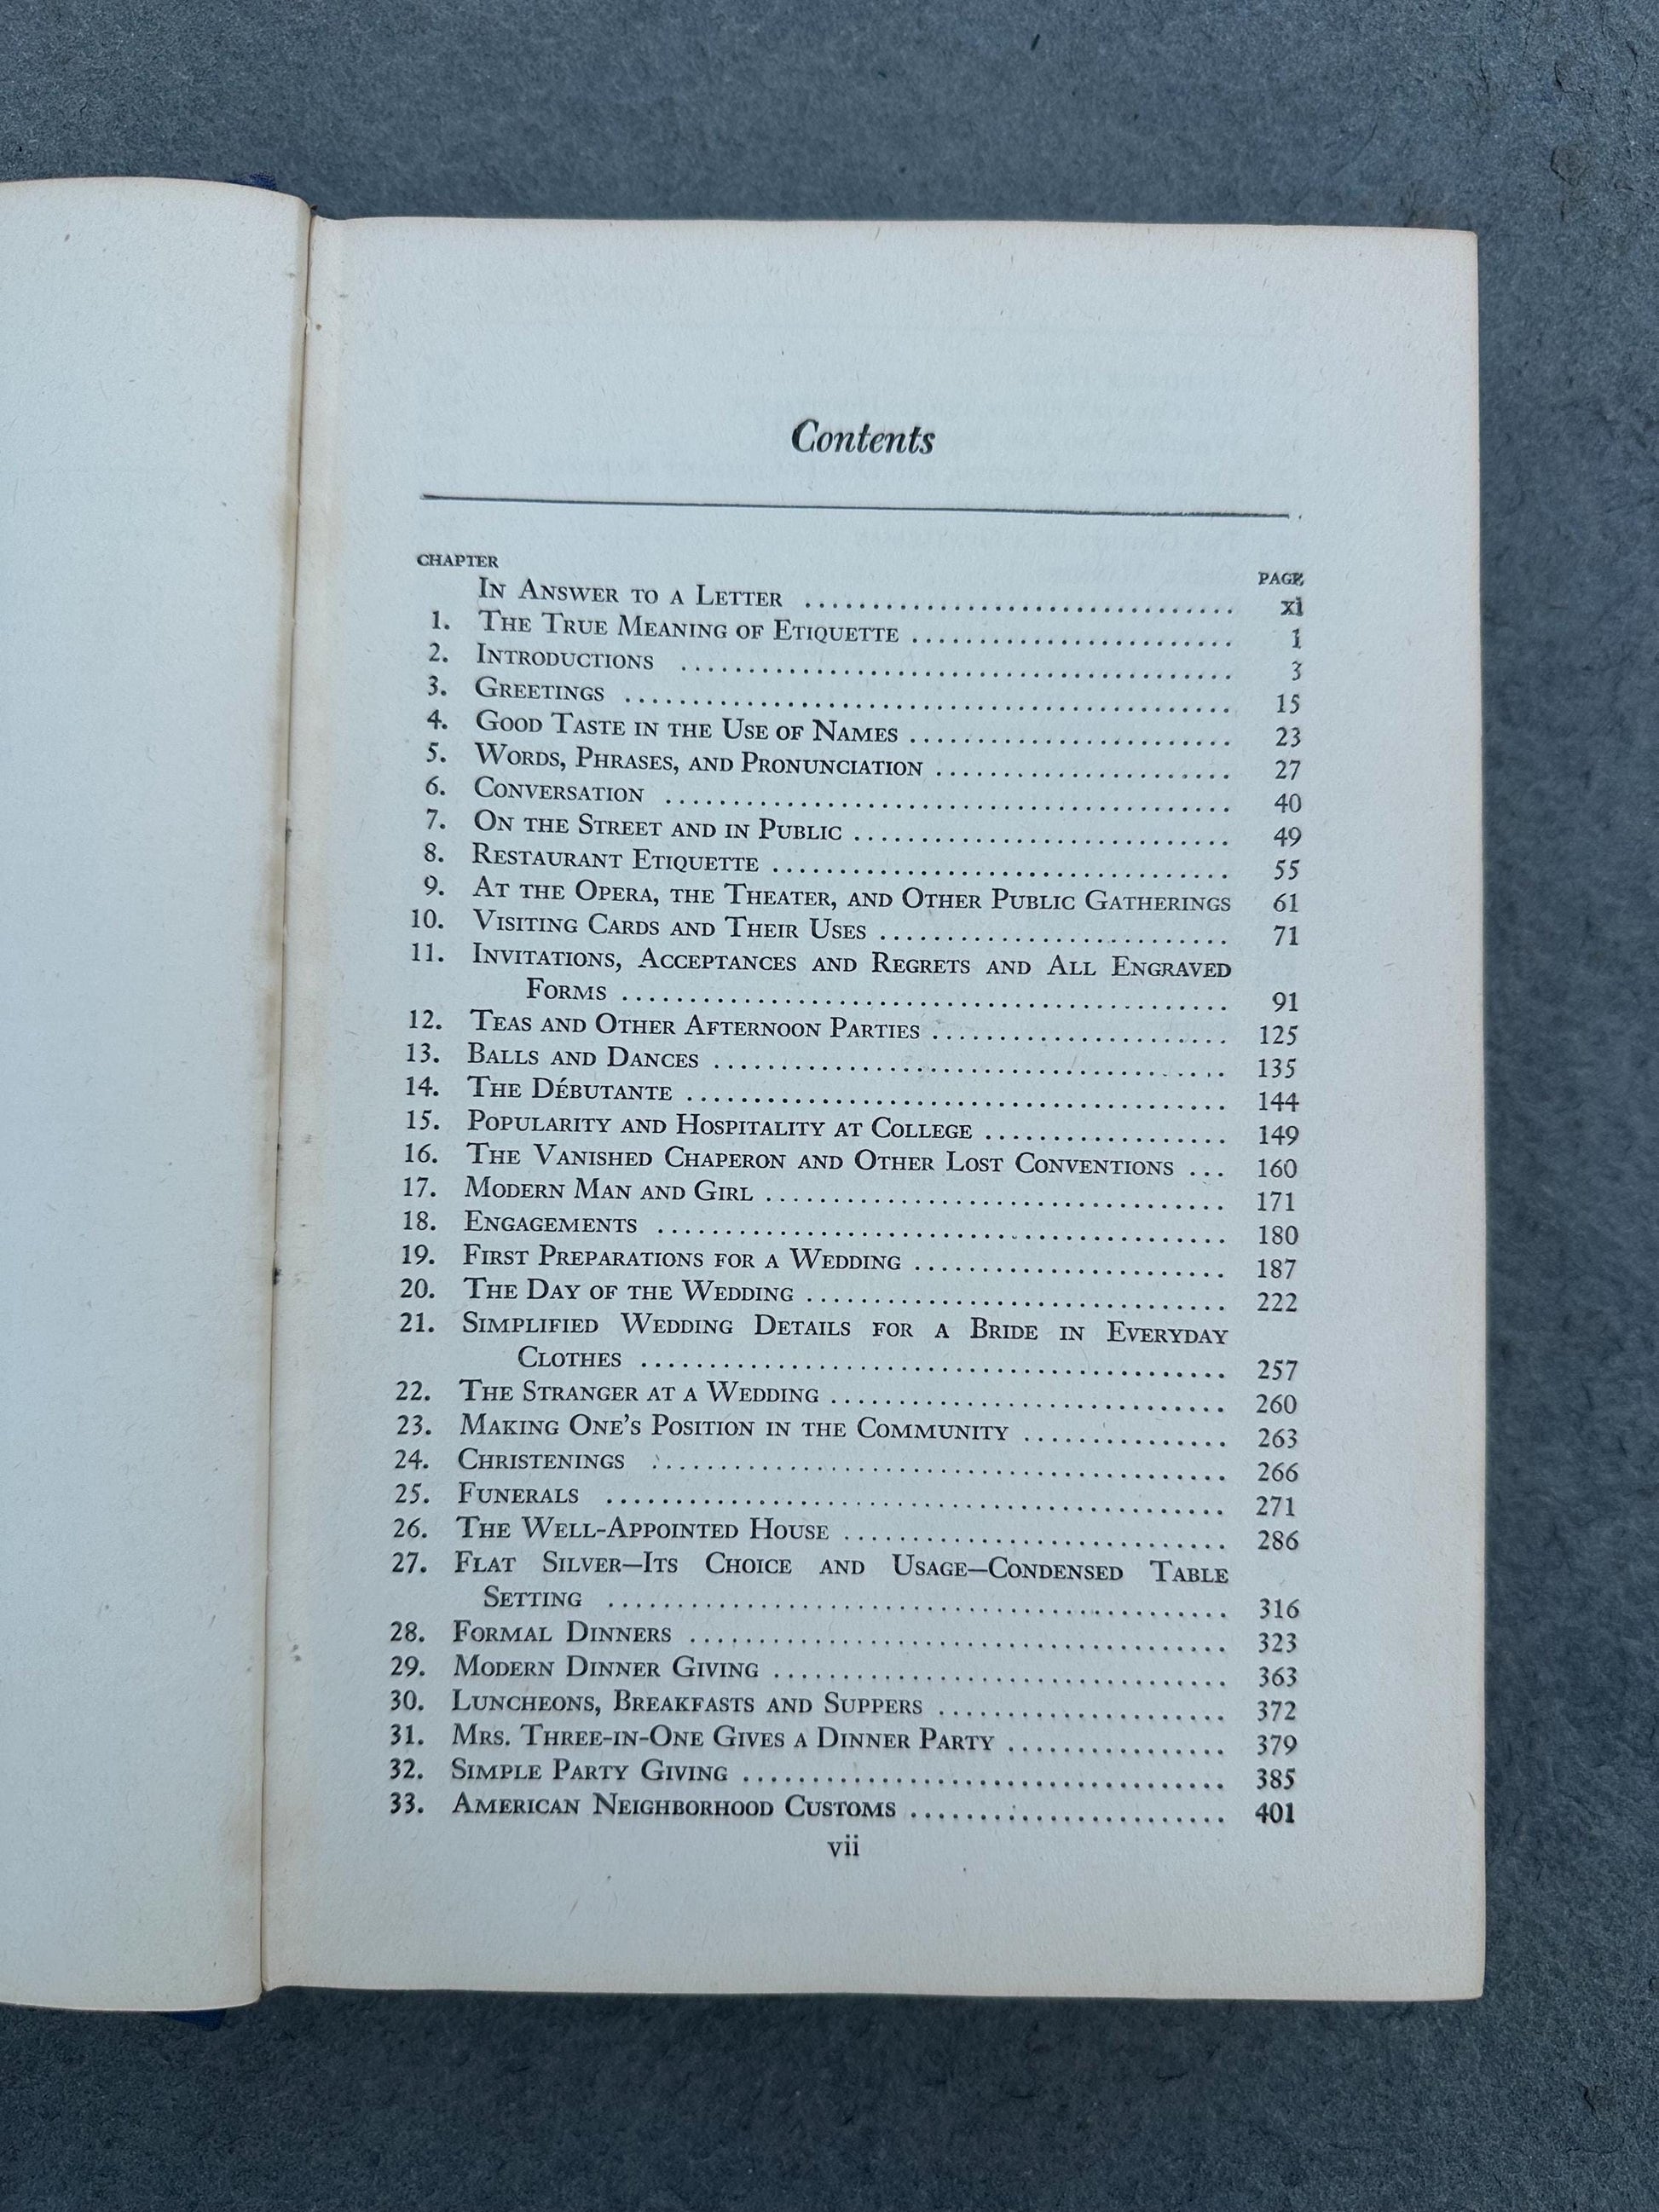 Contents
CHAPTER PAGE
In Answer to a Letter ................................ xi
1. The True Meaning of Etiquette ........................ 1
2. Introductions ......................................... 3
3. Greetings ............................................. 15
4. Good Taste in the Use of Names ........................ 23
5. Words, Phrases, and Pronunciation ...................... 27
6. Conversation .......................................... 40
7. On the Street and in Public ............................ 49
8. Restaurant Etiquette .................................. 55
9. At the Opera, the Theater, and Other Public Gatherings 61
10. Visiting Cards and Their Uses .......................... 71
11. Invitations, Acceptances and Regrets and All Engraved
Forms ............................................. 91
12. Teas and Other Afternoon Parties ...................... 125
13. Balls and Dances ...................................... 135
14. The Débutante ........................................ 144
15. Popularity and Hospitality at College .................. 149
16. The Vanished Chaperon and Other Lost Conventions ... 160
17. Modern Man and Girl .................................. 171
18. Engagements .......................................... 180
19. First Preparations for a Wedding ....................... 187
20. The Day of the Wedding ............................... 222
21. Simplified Wedding Details for a Bride in Everyday
Clothes ........................................... 257
22. The Stranger at a Wedding ............................. 260
23. Making One's Position in the Community ............... 263
24. Christenings .......................................... 266
25. Funerals .............................................. 271
26. The Well-Appointed House ............................. 286
27. Flat Silver—Its Choice and Usage—Condensed Table
Setting .............................................. 316
28. Formal Dinners ........................................ 323
29. Modern Dinner Giving .................................. 363
30. Luncheons, Breakfasts and Suppers ...................... 372
31. Mrs. Three-in-One Gives a Dinner Party ................ 379
32. Simple Party Giving .................................... 385
33. American Neighborhood Customs ........................ 401
vii